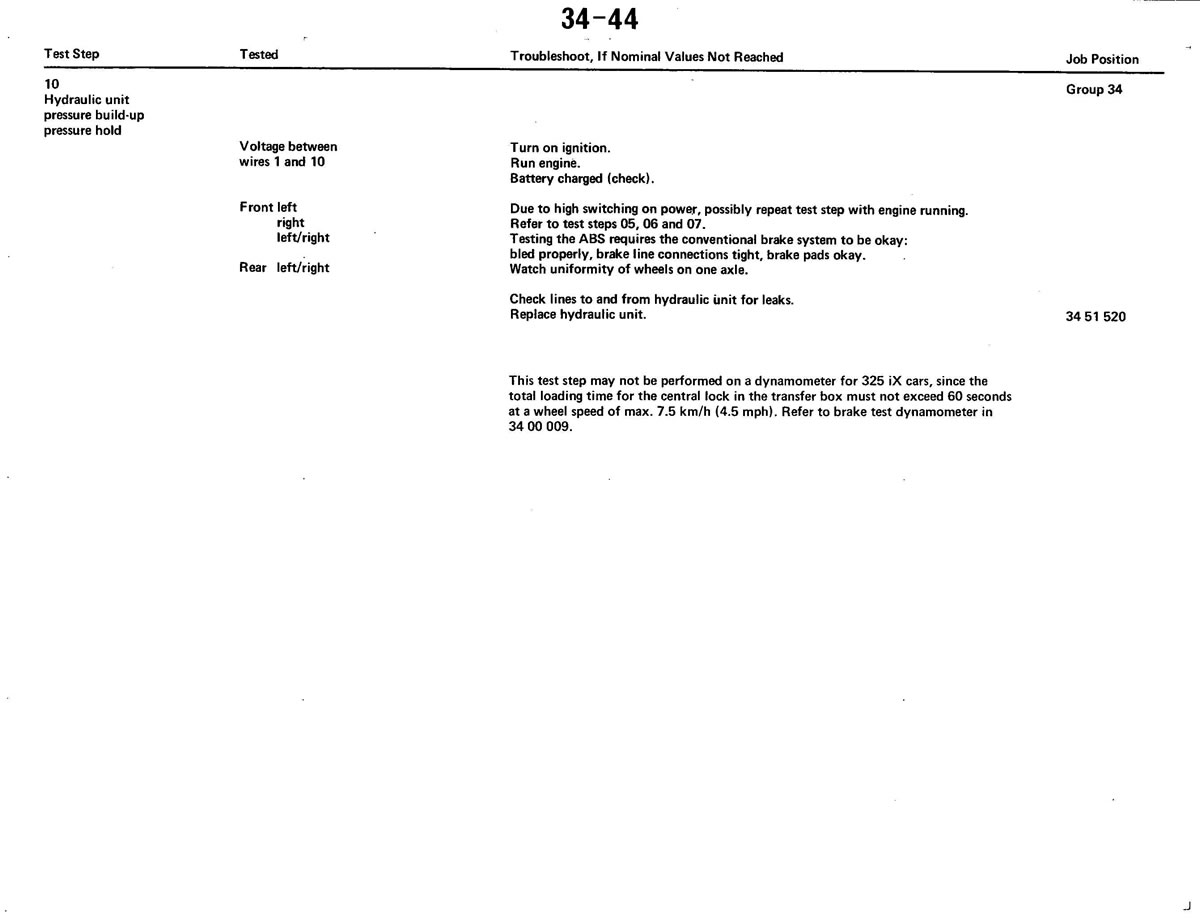 34-44
Test Step Tested Troubleshoot, If Nominal Values Not Reached Job Position
10 Group 34
Hydraulic unit
pressure build-up
pressure hold
Voltage between Turn on ignition.
wires 1 and 10 Run engine.
Battery charged (check).
Front left Due to high switching on power, possibly repeat test step with engine running.
right Refer to test steps 05, 06 and 07.
left/right Testing the ABS requires the conventional brake system to be okay:
bled properly, brake line connections tight, brake pads okay.
Rear left/right Watch uniformity of wheels on one axle.
Check lines to and from hydraulic unit for leaks.
Replace hydraulic unit. 34 51 520
This test step may not be performed on a dynamometer for 325 iX cars, since the
total loading time for the central lock in the transfer box must not exceed 60 seconds
at a wheel speed of max. 7.5 km/h (4.5 mph). Refer to brake test dynamometer in
34 00 009.